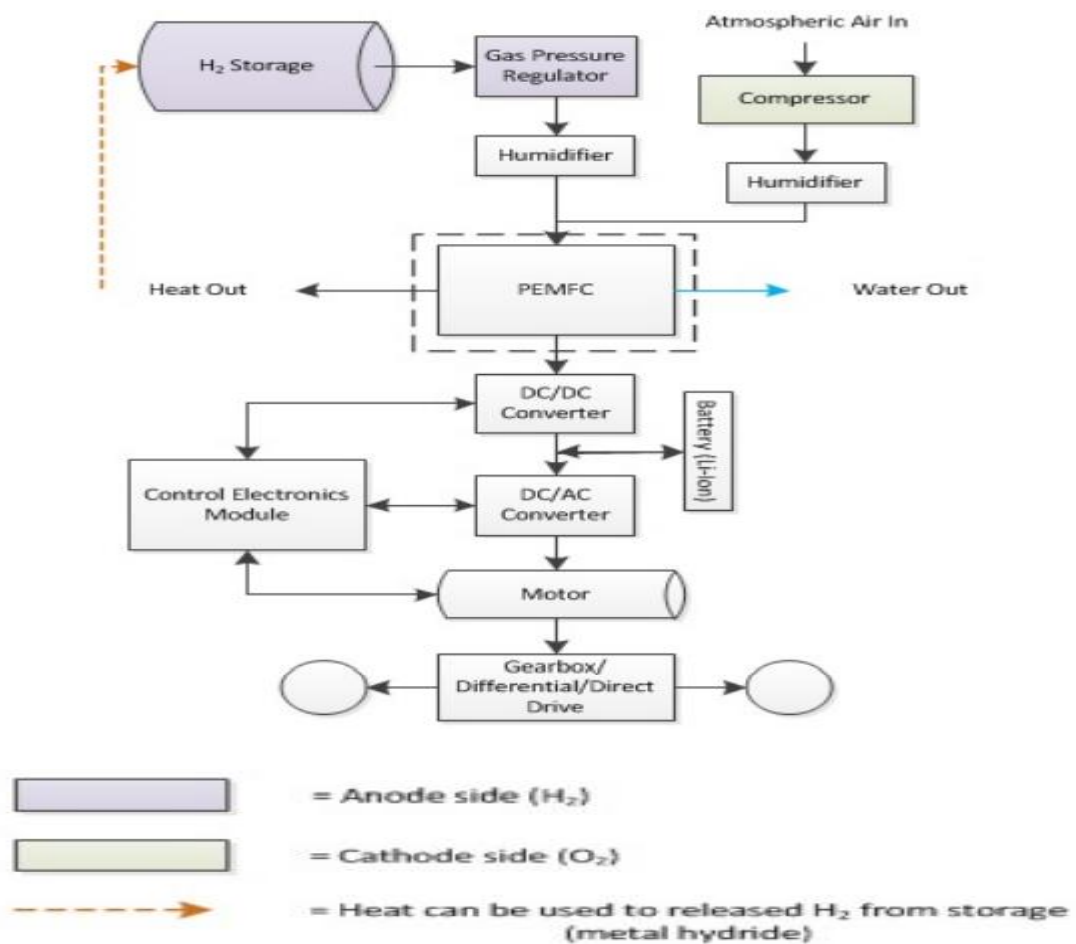 Atmospheric Air In
H₂ Storage
Gas Pressure
Regulator
Compressor
Humidifier
Humidifier
Heat Out
PEMFC
Water Out
DC/DC
Converter
Battery (Li-Ion)
Control Electronics
Module
DC/AC
Converter
Motor
Gearbox/
Differential/Direct
Drive
= Anode side (H₂)
= Cathode side (O₂)
= Heat can be used to released H₂ from storage
(metal hydride)